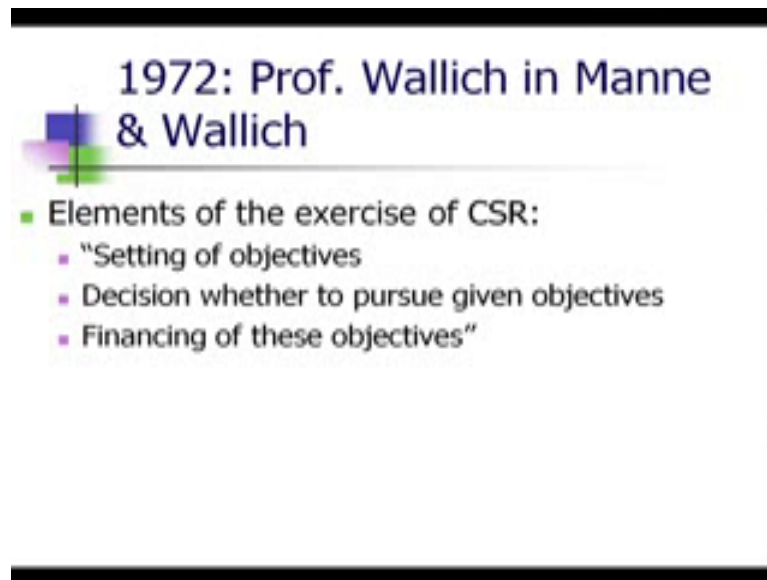 1972: Prof. Wallich in Manne
& Wallich
Elements of the exercise of CSR:
“Setting of objectives
Decision whether to pursue given objectives
Financing of these objectives”